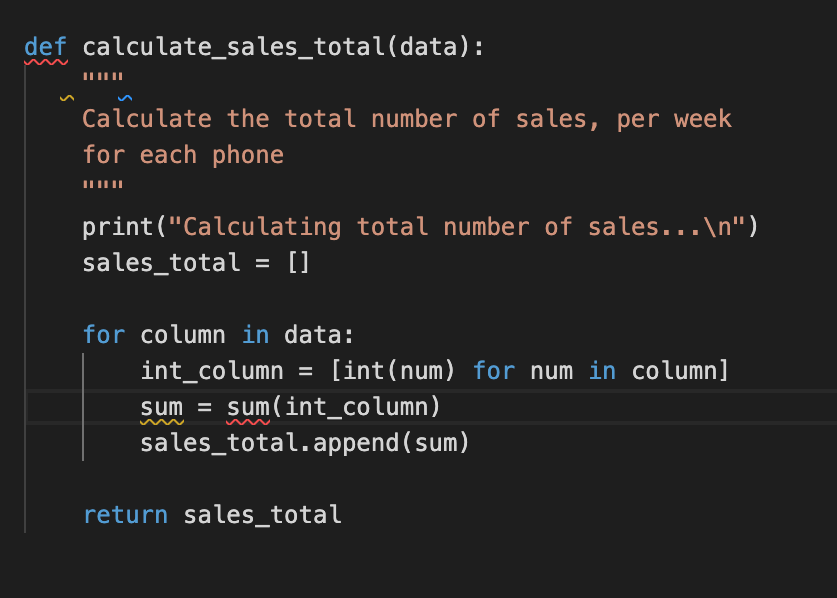 def calculate_sales_total(data):
"""
Calculate the total number of sales, per week
for each phone
"""
print("Calculating total number of sales...\n")
sales_total = []
for column in data:
int_column = [int(num) for num in column]
sum = sum(int_column)
sales_total.append(sum)
return sales_total